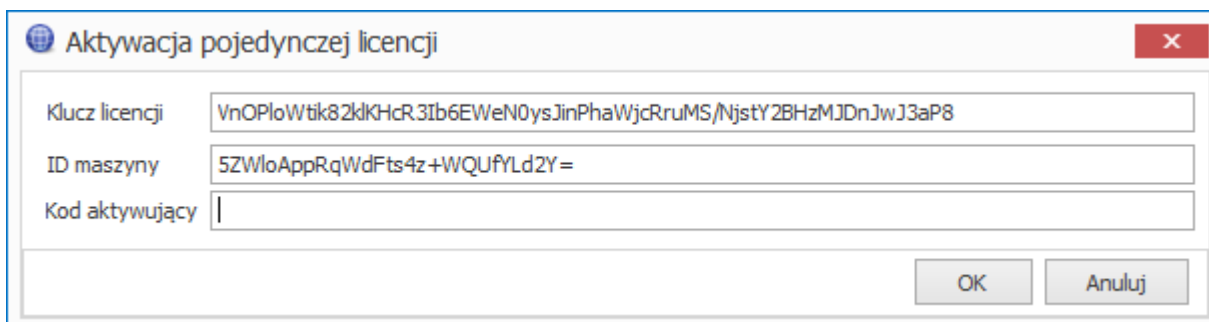 Aktywacja pojedynczej licencji
Klucz licencji VnOPloWtik82klKHcR3Ib6EWeN0ysJinPhaWjcRruMS/NjstY2BHzMJDnJwJ3aP8
ID maszyny 5ZWloAppRqWdFts4z+WQUfYLd2Y=
Kod aktywujący
OK Anuluj